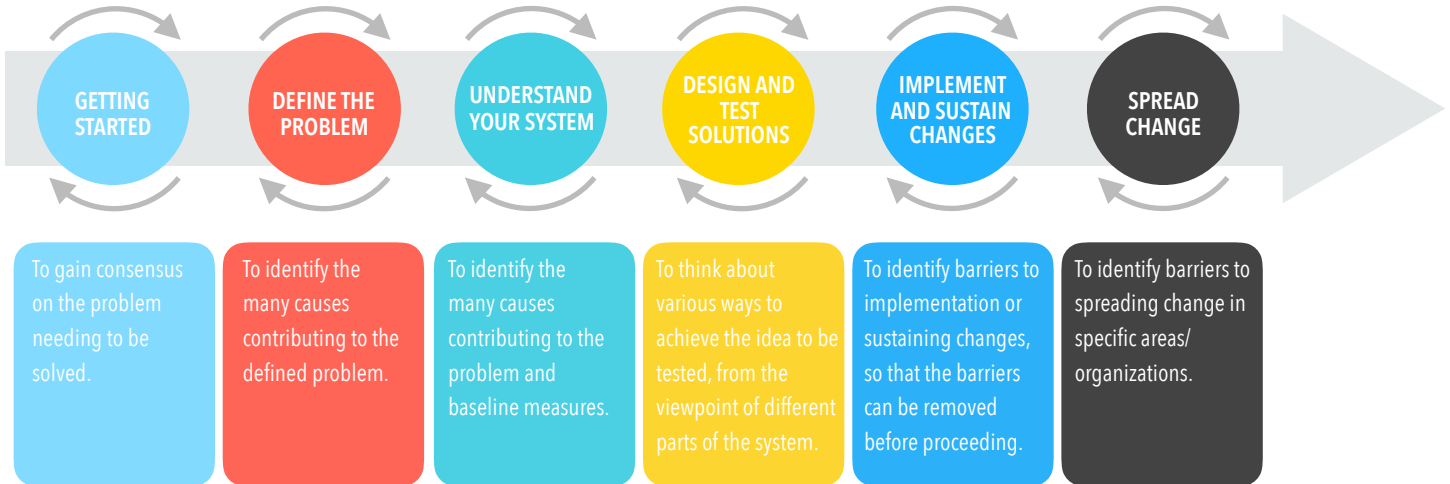 GETTING
STARTED
DEFINE THE
PROBLEM
UNDERSTAND
YOUR SYSTEM
DESIGN AND
TEST
SOLUTIONS
IMPLEMENT
AND SUSTAIN
CHANGES
SPREAD
CHANGE
To gain consensus
on the problem
needing to be
solved.
To identify the
many causes
contributing to the
defined problem.
To identify the
many causes
contributing to the
problem and
baseline measures.
To think about
various ways to
achieve the idea to be
tested, from the
viewpoint of different
parts of the system.
To identify barriers to
implementation or
sustaining changes,
so that the barriers
can be removed
before proceeding.
To identify barriers to
spreading change in
specific areas/
organizations.